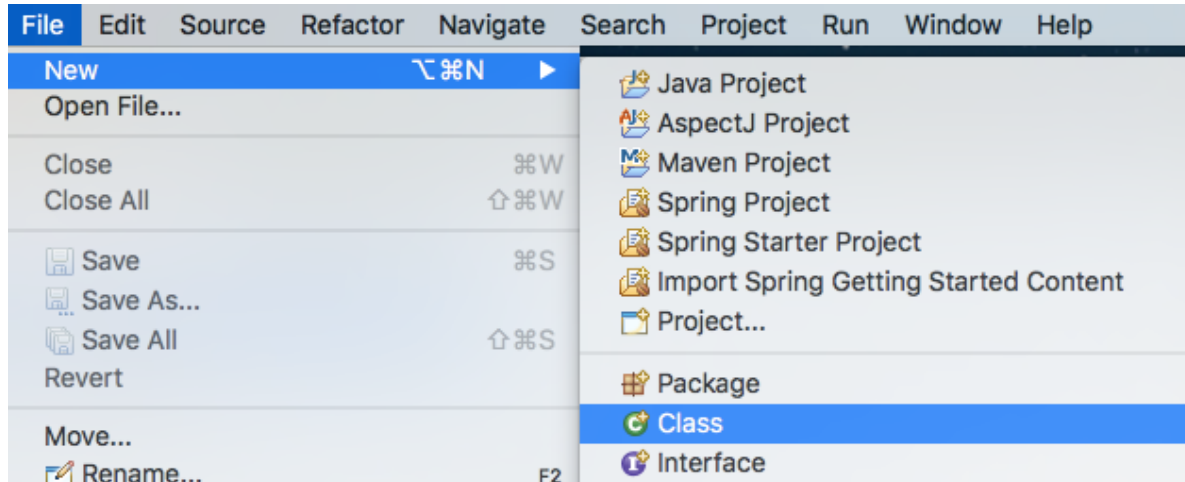 File Edit Source Refactor Navigate Search Project Run Window Help
New ⌥⌘N ▶
Open File...
Close ⌘W
Close All ⇧⌘W
Save ⌘S
Save As...
Save All ⇧⌘S
Revert
Move...
Rename... F2
Java Project
AspectJ Project
Maven Project
Spring Project
Spring Starter Project
Import Spring Getting Started Content
Project...
Package
Class
Interface